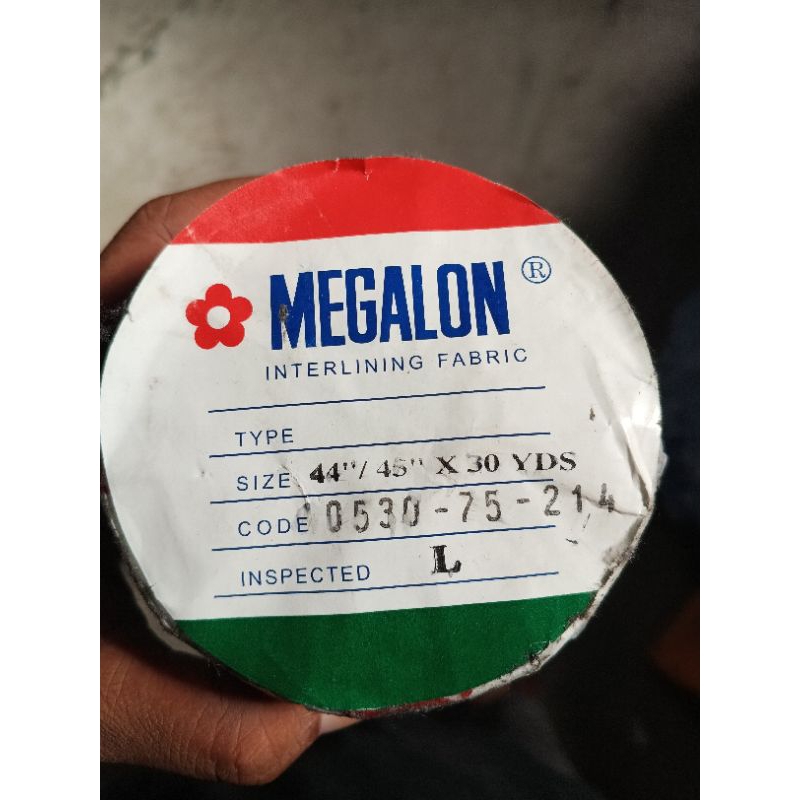 MEGALON ®
INTERLINING FABRIC
TYPE
SIZE 44"/ 45" X 30 YDS
CODE 0530-75-214
INSPECTED L